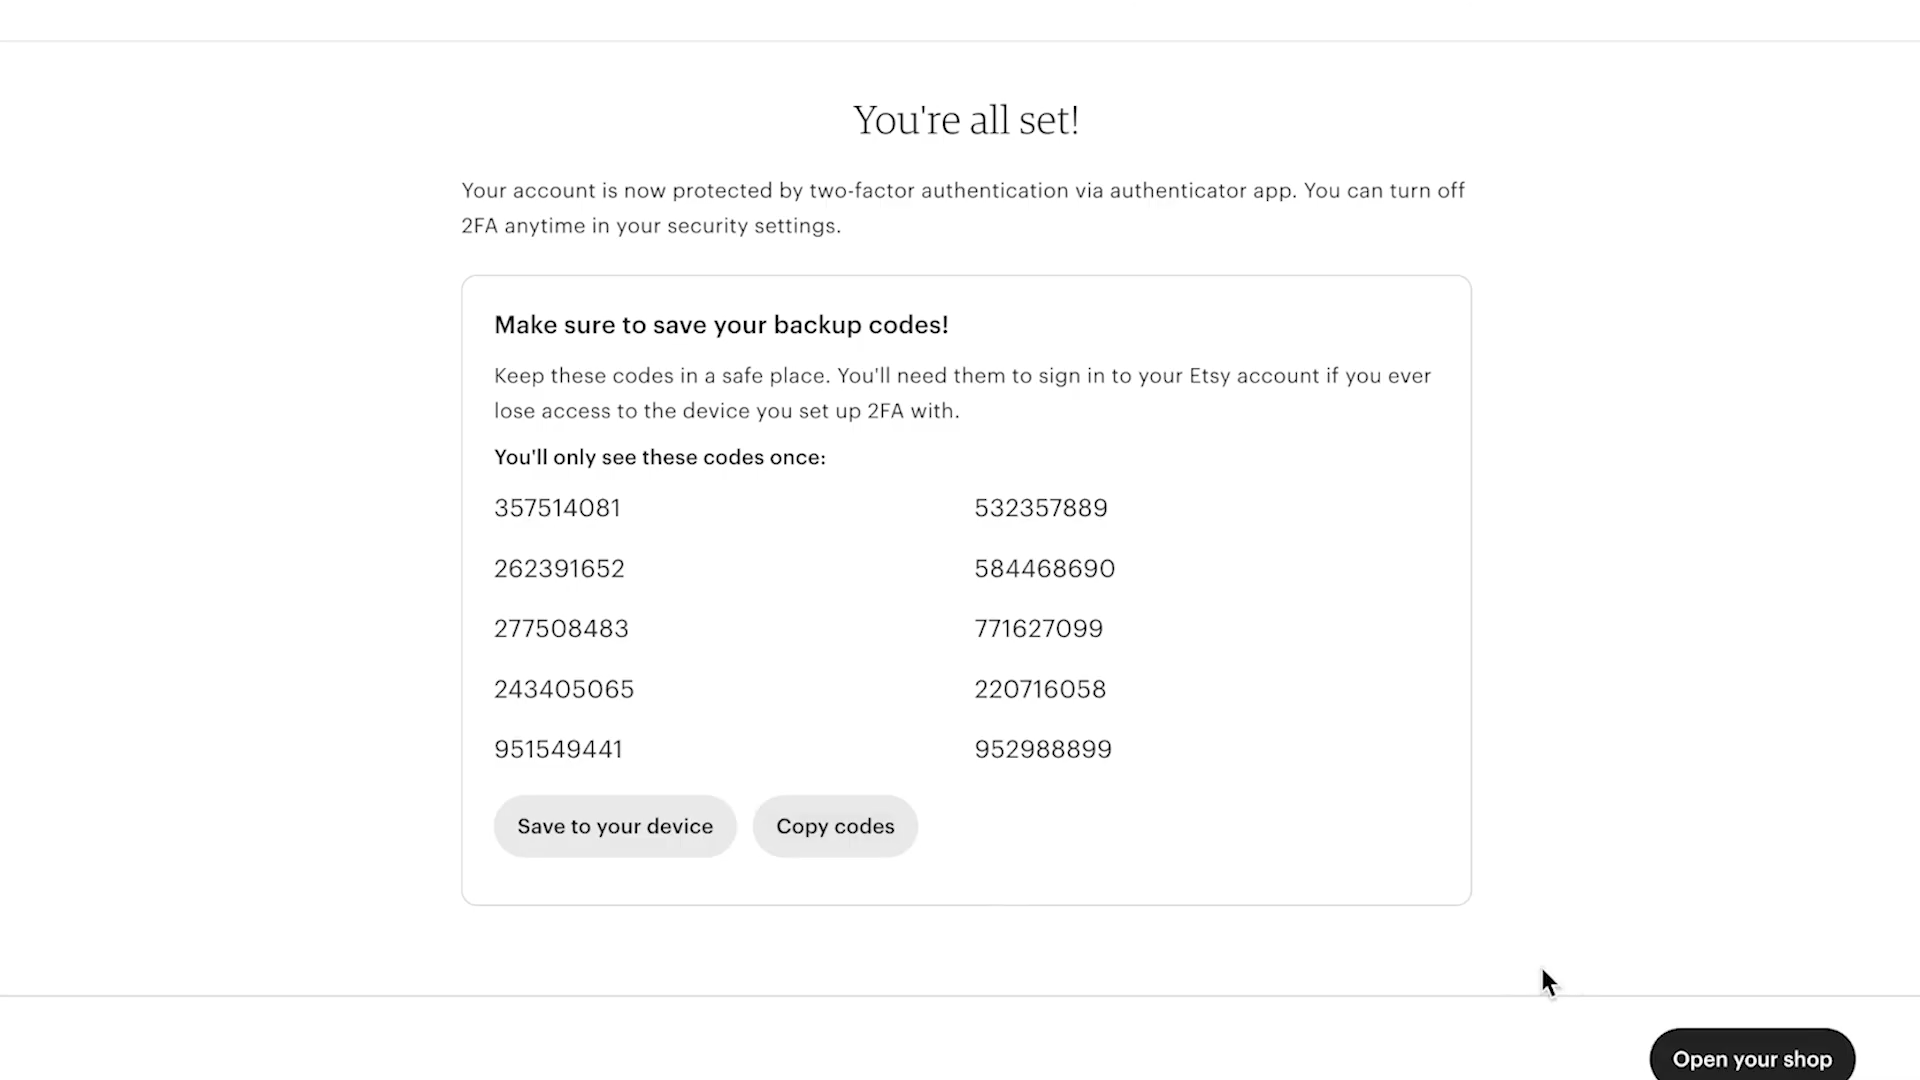 You're all set!
Your account is now protected by two-factor authentication via authenticator app. You can turn off
2FA anytime in your security settings.
Make sure to save your backup codes!
Keep these codes in a safe place. You'll need them to sign in to your Etsy account if you ever
lose access to the device you set up 2FA with.
You'll only see these codes once:
357514081 532357889
262391652 584468690
277508483 771627099
243405065 220716058
951549441 952988899
Save to your device Copy codes
Open your shop